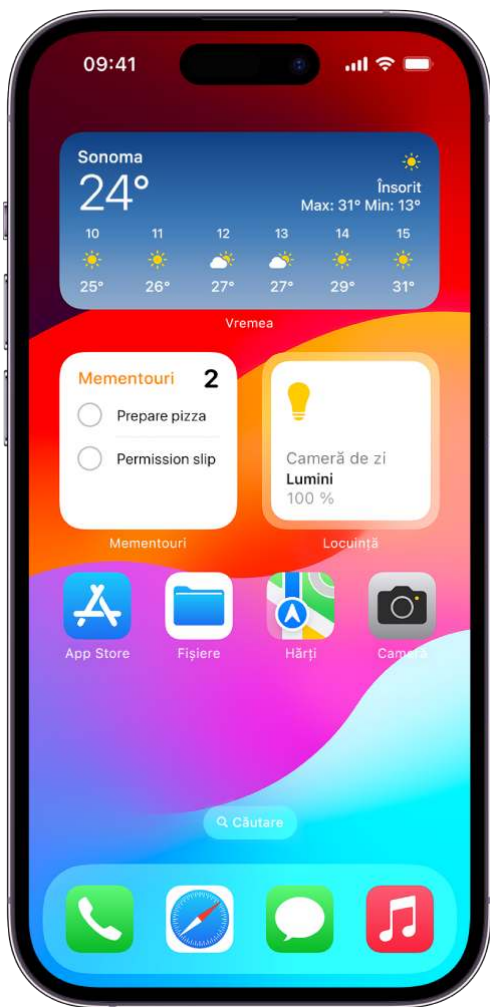 09:41
Sonoma
24°
Însorit
Max: 31° Min: 13°
10 11 12 13 14 15
25° 26° 27° 27° 29° 31°
Vremea
Mementouri 2
Prepare pizza
Permission slip
Mementouri
Cameră de zi
Lumini
100 %
Locuință
App Store Fișiere Hărți Cameră
Căutare